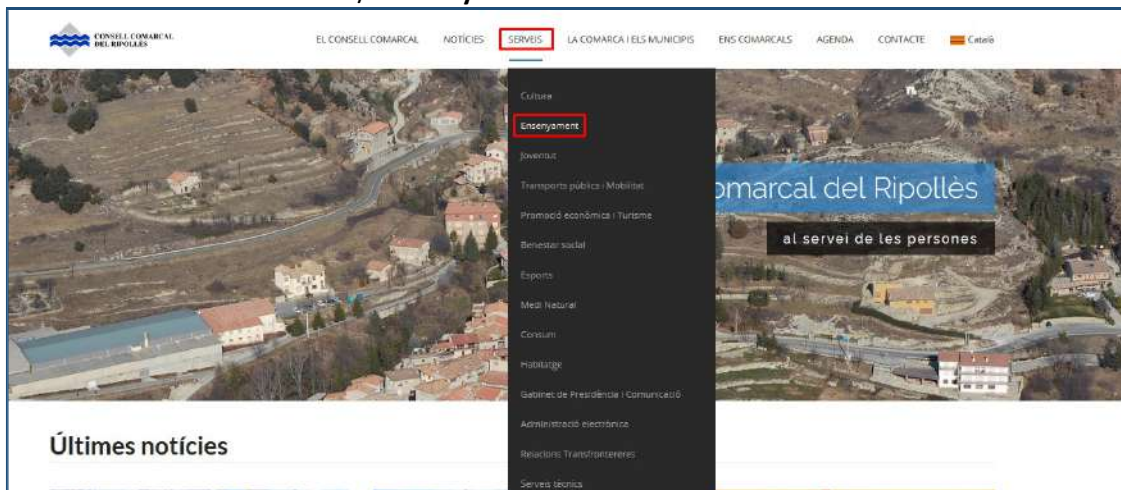 CONSELL COMARCAL
DEL RIPOLLÈS
EL CONSELL COMARCAL NOTÍCIES SERVEIS LA COMARCA I ELS MUNICIPIS ENS COMARCALS AGENDA CONTACTE Català
Cultura
Ensenyament
Joventut
Transports públics i Mobilitat
Promoció econòmica i Turisme
Benestar social
Esports
Medi Natural
Consum
Habitatge
Gabinet de Presidència i Comunicació
Administració electrònica
Relacions Transfrontereres
Serveis tècnics
omarcal del Ripollès
al servei de les persones
Últimes notícies